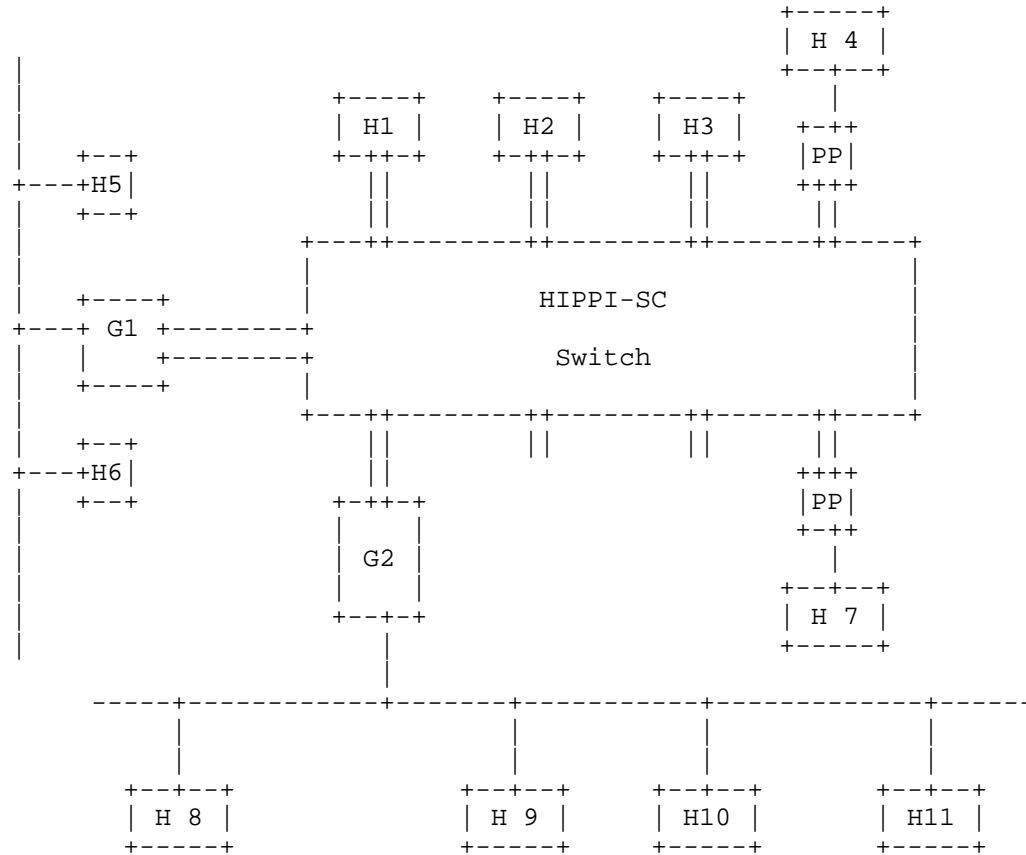 H 4
H1 H2 H3
PP
H5
HIPPI-SC
G1
Switch
H6
PP
G2
H 7
H 8 H 9 H10 H11